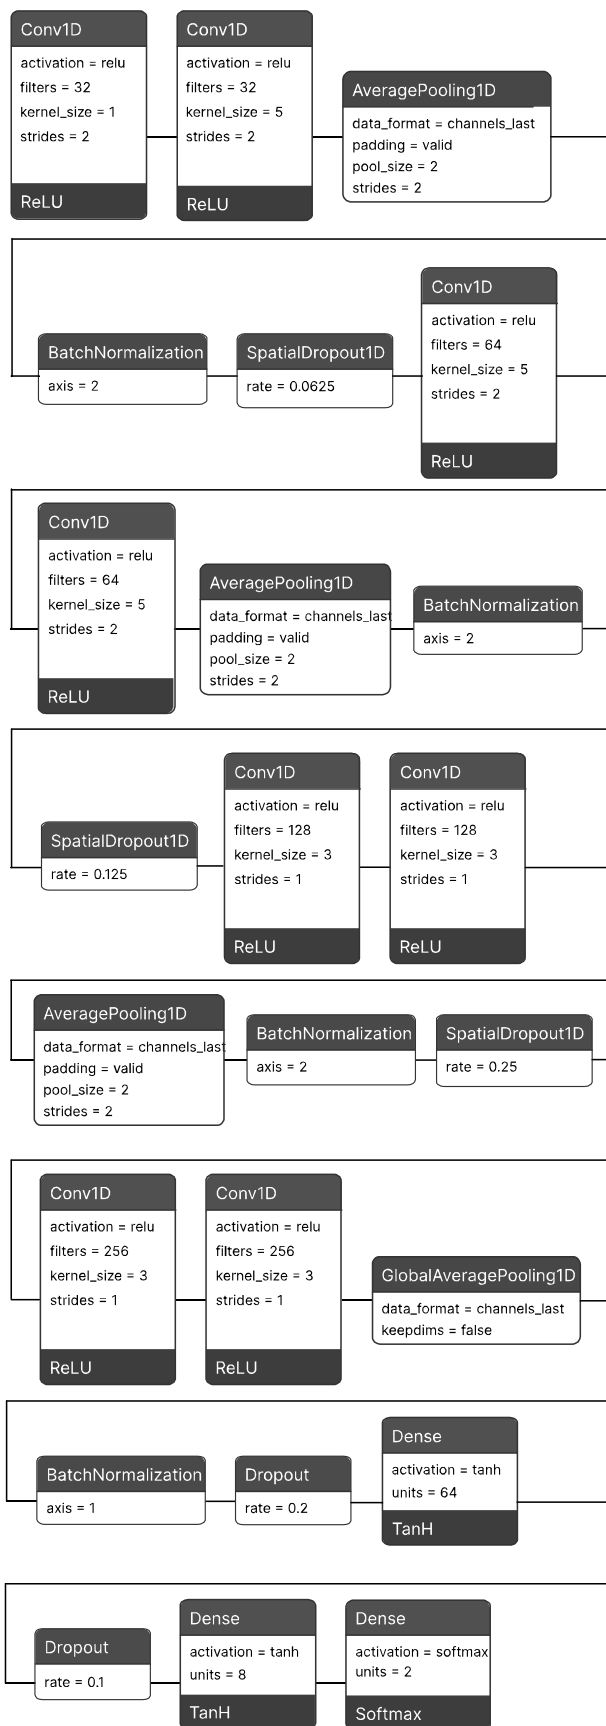 Conv1D
activation = relu
filters = 32
kernel_size = 1
strides = 2
ReLU
Conv1D
activation = relu
filters = 32
kernel_size = 5
strides = 2
ReLU
AveragePooling1D
data_format = channels_last
padding = valid
pool_size = 2
strides = 2
BatchNormalization
axis = 2
SpatialDropout1D
rate = 0.0625
Conv1D
activation = relu
filters = 64
kernel_size = 5
strides = 2
ReLU
Conv1D
activation = relu
filters = 64
kernel_size = 5
strides = 2
ReLU
AveragePooling1D
data_format = channels_last
padding = valid
pool_size = 2
strides = 2
BatchNormalization
axis = 2
SpatialDropout1D
rate = 0.125
Conv1D
activation = relu
filters = 128
kernel_size = 3
strides = 1
ReLU
Conv1D
activation = relu
filters = 128
kernel_size = 3
strides = 1
ReLU
AveragePooling1D
data_format = channels_last
padding = valid
pool_size = 2
strides = 2
BatchNormalization
axis = 2
SpatialDropout1D
rate = 0.25
Conv1D
activation = relu
filters = 256
kernel_size = 3
strides = 1
ReLU
Conv1D
activation = relu
filters = 256
kernel_size = 3
strides = 1
ReLU
GlobalAveragePooling1D
data_format = channels_last
keepdims = false
BatchNormalization
axis = 1
Dropout
rate = 0.2
Dense
activation = tanh
units = 64
TanH
Dropout
rate = 0.1
Dense
activation = tanh
units = 8
TanH
Dense
activation = softmax
units = 2
Softmax